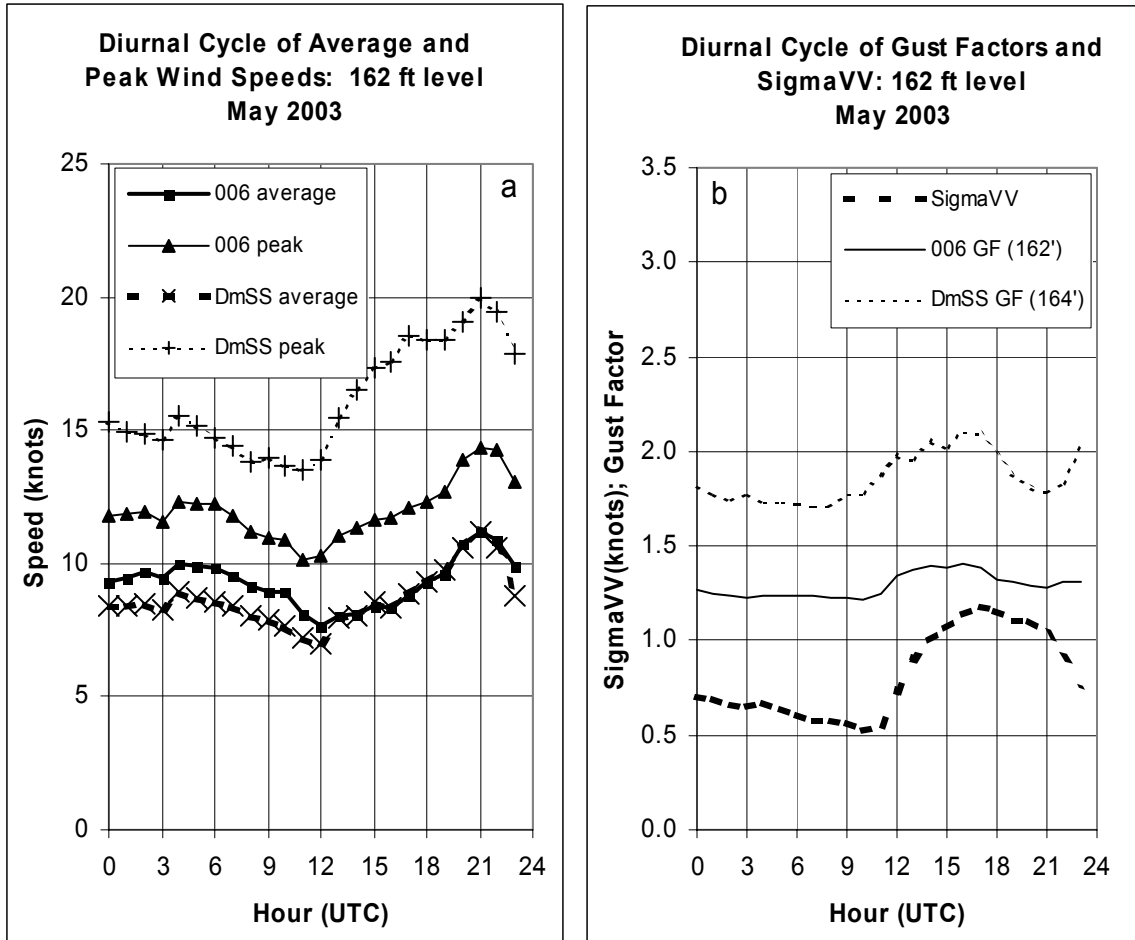 Diurnal Cycle of Average and
Peak Wind Speeds: 162 ft level
May 2003
25
20
15
10
5
0
Speed (knots)
a
006 average
006 peak
DmSS average
DmSS peak
0 3 6 9 12 15 18 21 24
Hour (UTC)
Diurnal Cycle of Gust Factors and
SigmaVV: 162 ft level
May 2003
3.5
3.0
2.5
2.0
1.5
1.0
0.5
0.0
SigmaVV(knots); Gust Factor
b
SigmaVV
006 GF (162')
DmSS GF (164')
0 3 6 9 12 15 18 21 24
Hour (UTC)